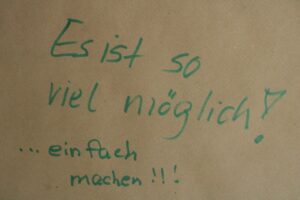 Es ist so
viel möglich!
...einfach
machen!!!